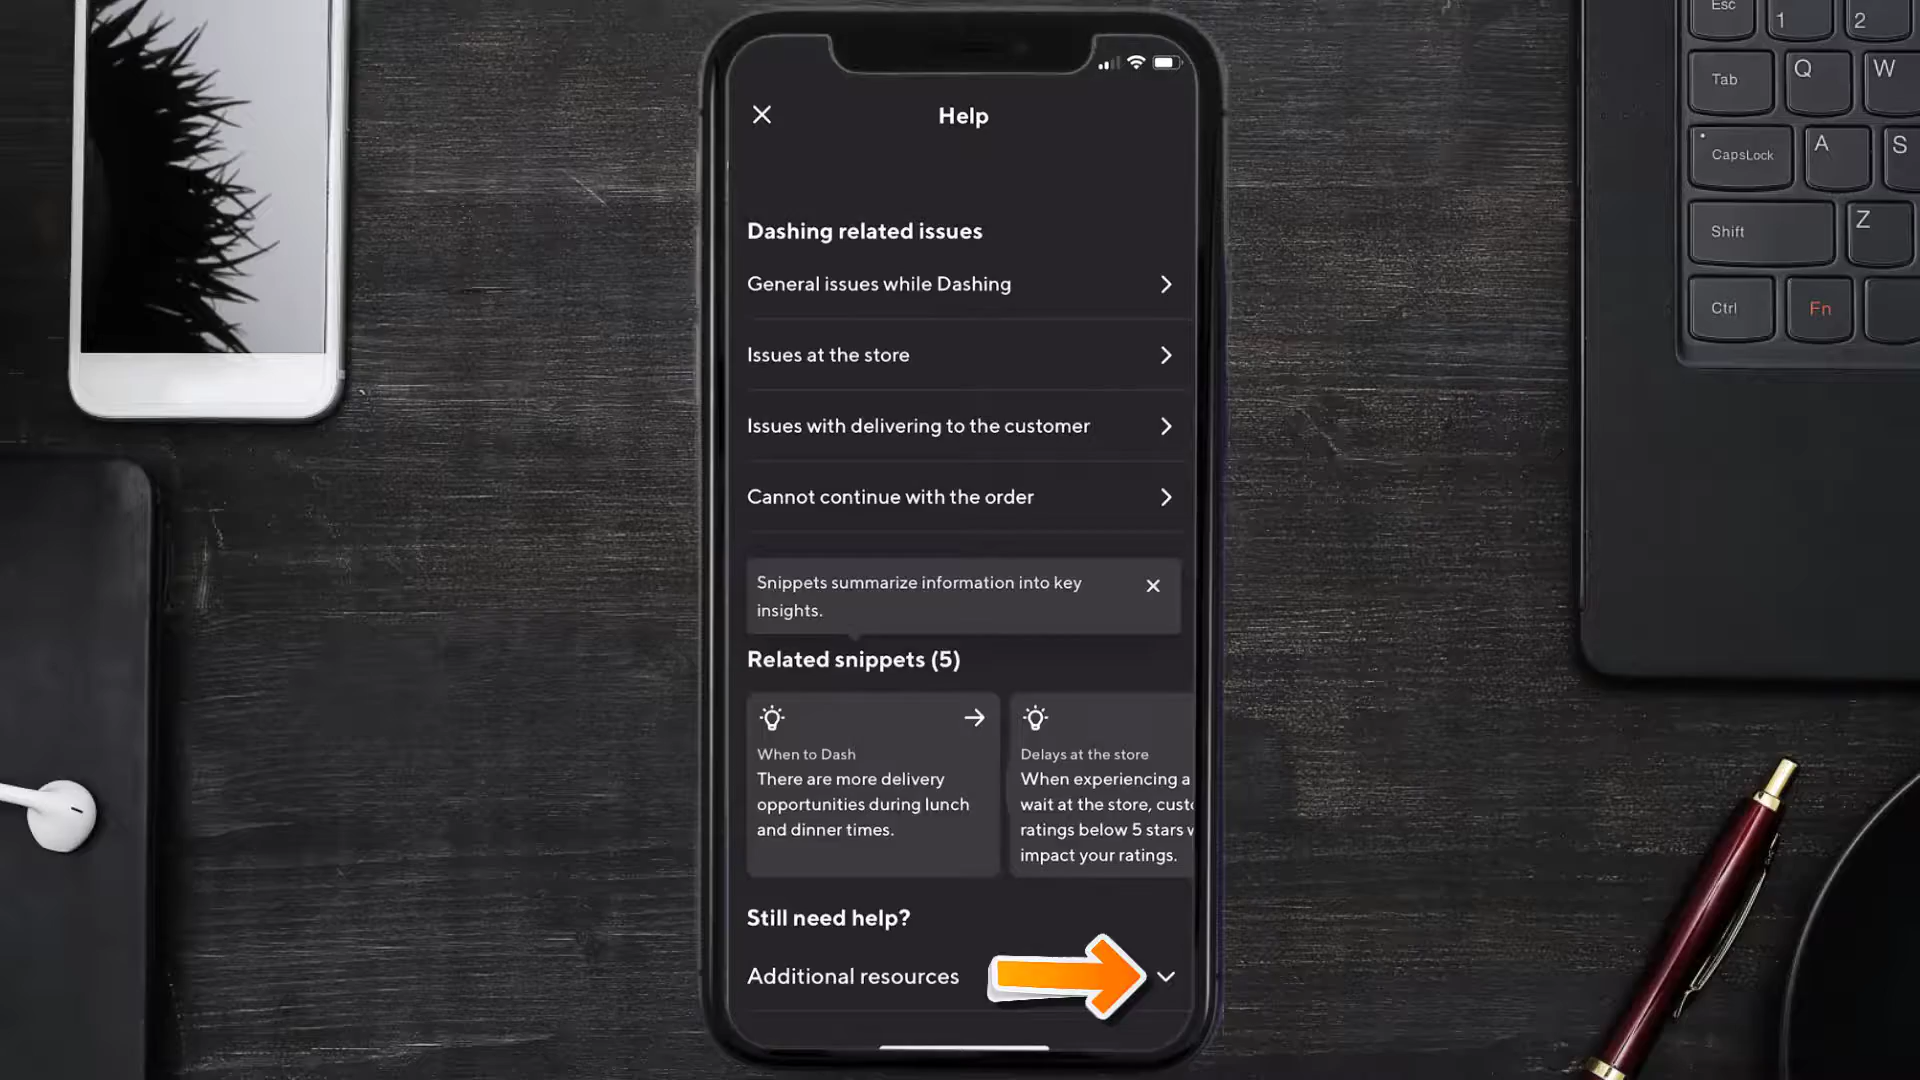 Help
Dashing related issues
General issues while Dashing
Issues at the store
Issues with delivering to the customer
Cannot continue with the order
Snippets summarize information into key
insights.
Related snippets (5)
When to Dash
There are more delivery
opportunities during lunch
and dinner times.
Delays at the store
When experiencing a
wait at the store, custo
ratings below 5 stars w
impact your ratings.
Still need help?
Additional resources
Esc
1
2
Tab
Q
W
CapsLock
A
S
Shift
Z
Ctrl
Fn